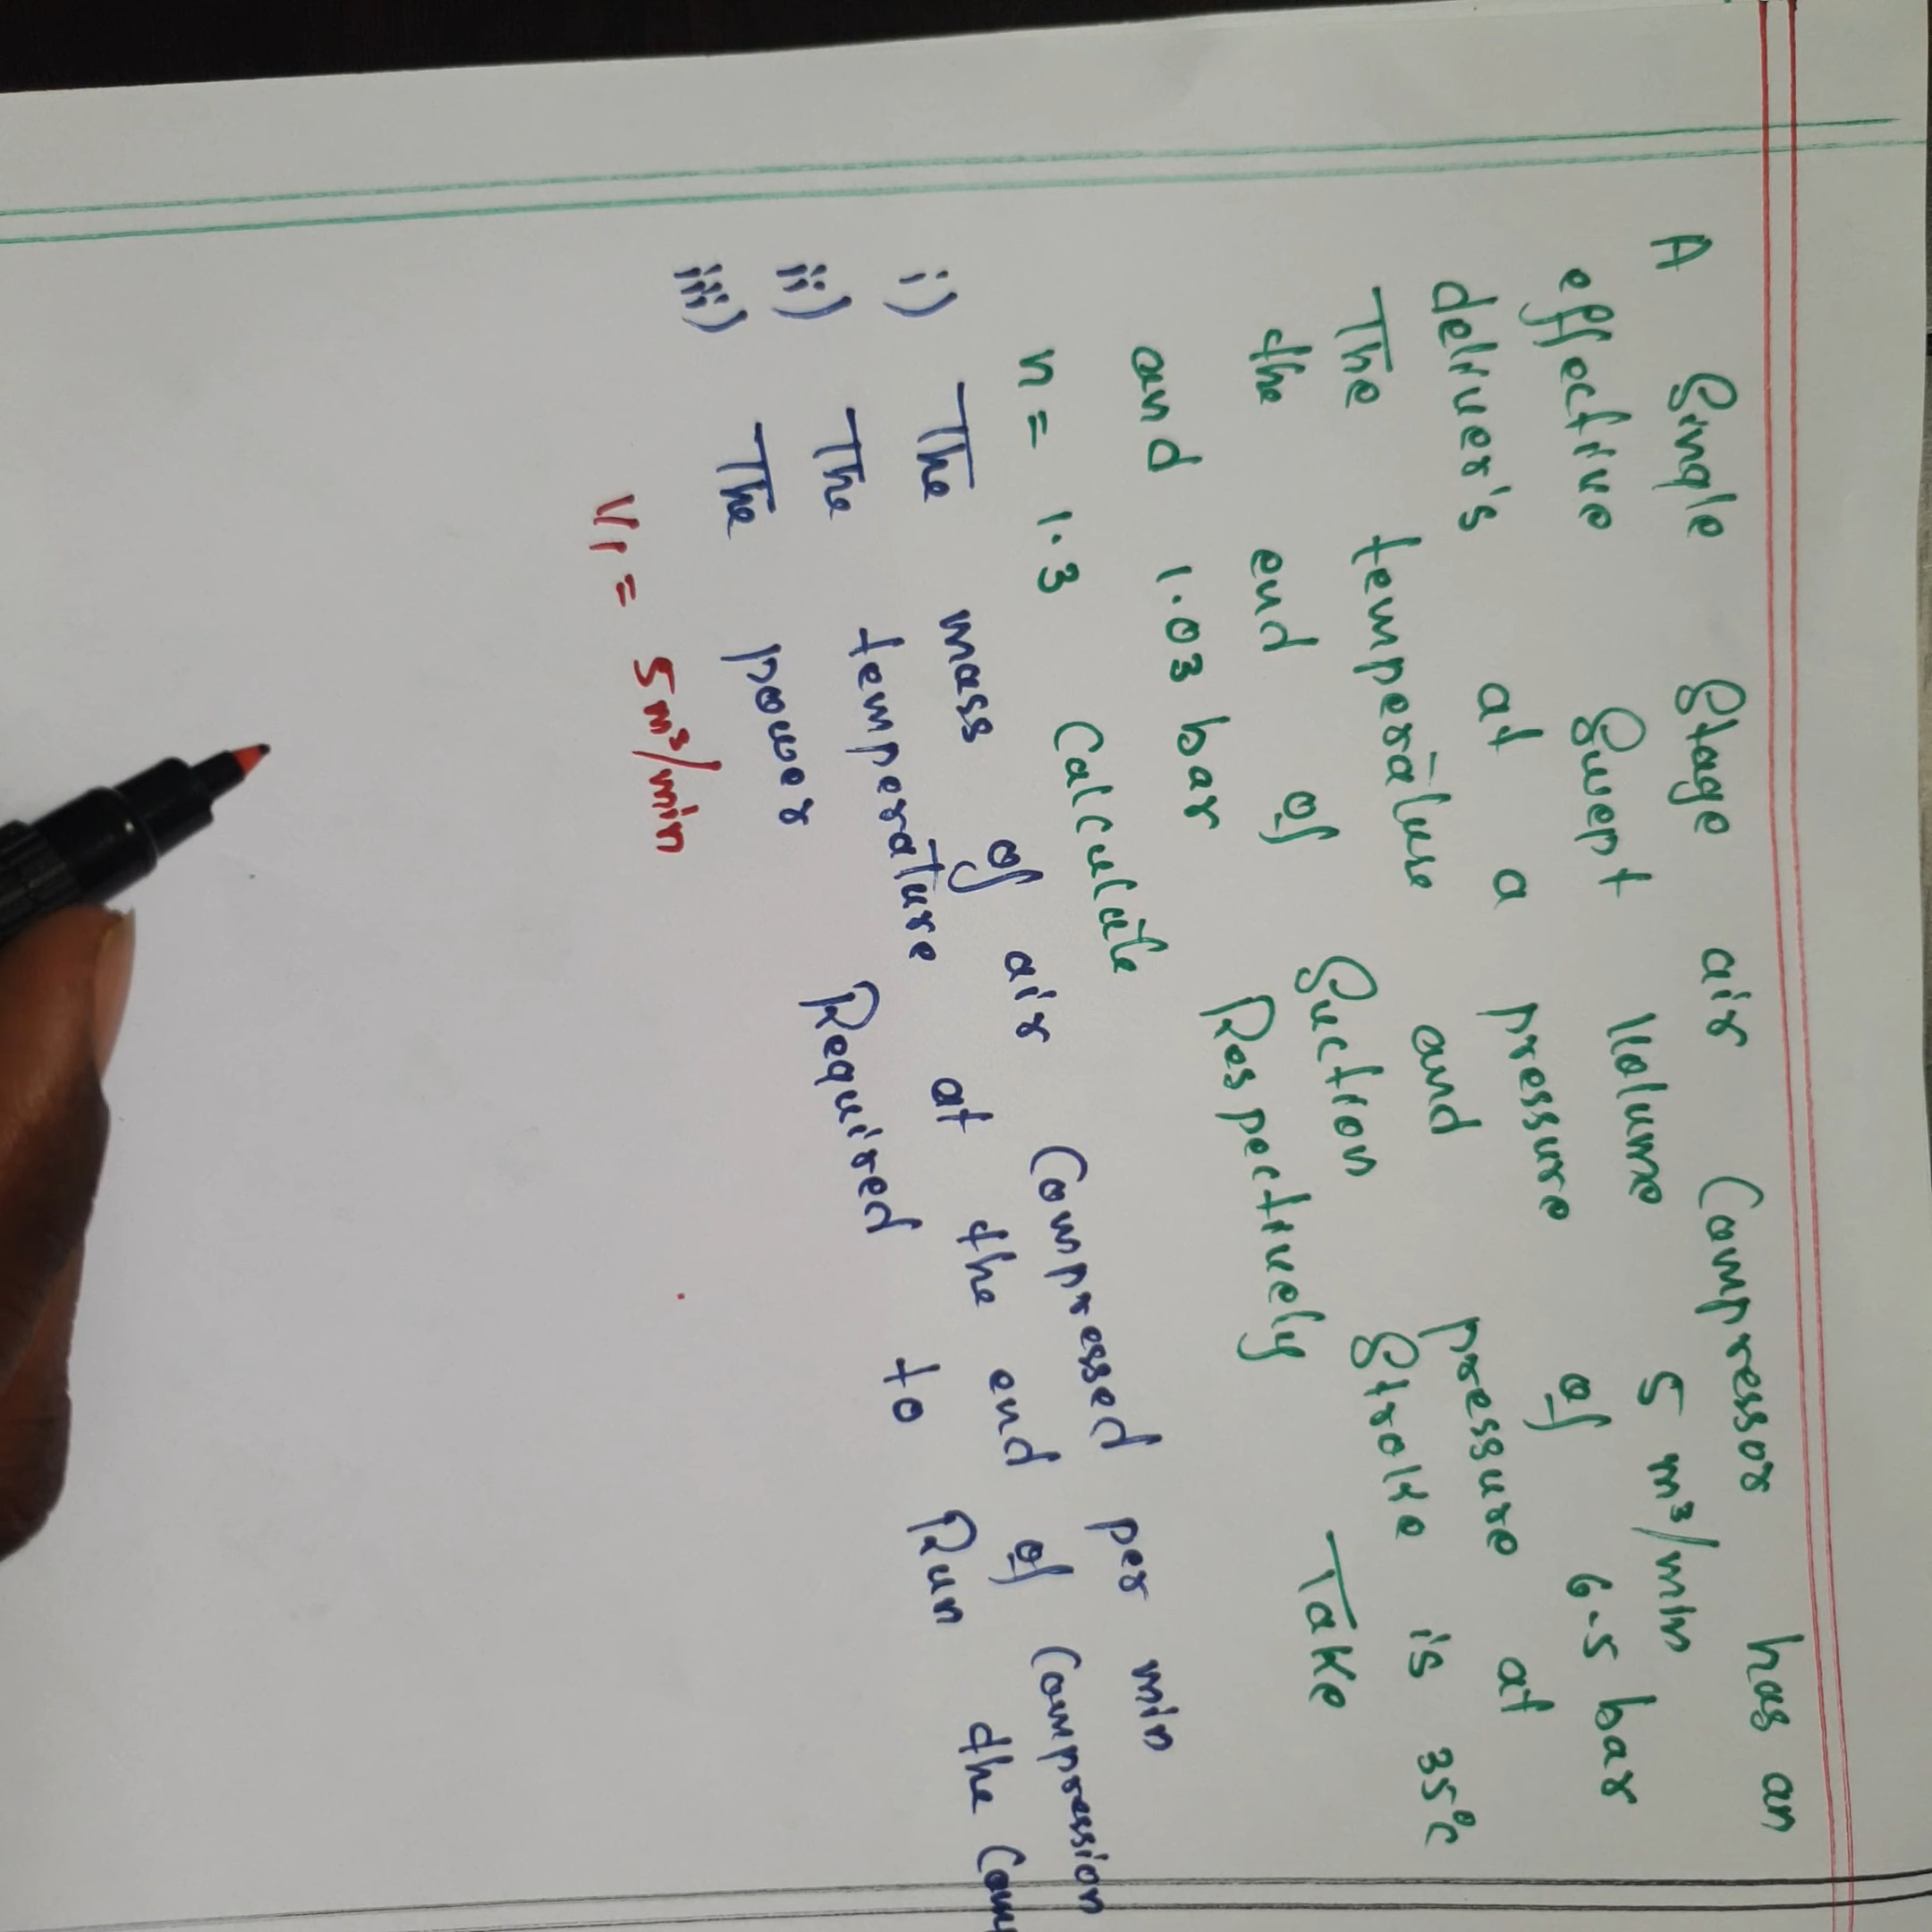 A Single Stage air Compressor has an
effective Swept Volume 5 m³/min
deliver's at a pressure of 6.5 bar
The temperature and pressure at
the end of Suction Stroke is 35°C
and 1.03 bar Respectively Take
n = 1.3 Calculate
i) The mass of air Compressed per min
ii) The temperature at the end of Compression
iii) The power Required to Run the Com
V1 = 5 m³/min